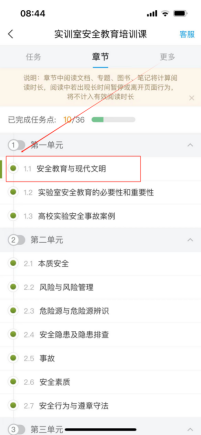 08:44
实训室安全教育培训课
客服
任务
章节
更多
说明：章节中阅读文档、专题、图书、笔记将计算阅
读时长，阅读中若出现长时间暂停或离开页面行为，
将不计入有效阅读时长
已完成任务点: 10/36
1 第一单元
1.1 安全教育与现代文明
1.2 实验室安全教育的必要性和重要性
1.3 高校实验安全事故案例
2 第二单元
2.1 本质安全
2.2 风险与风险管理
2.3 危险源与危险源辨识
2.4 安全隐患及隐患排查
2.5 事故
2.6 安全素质
2.7 安全行为与遵章守法
3 第三单元